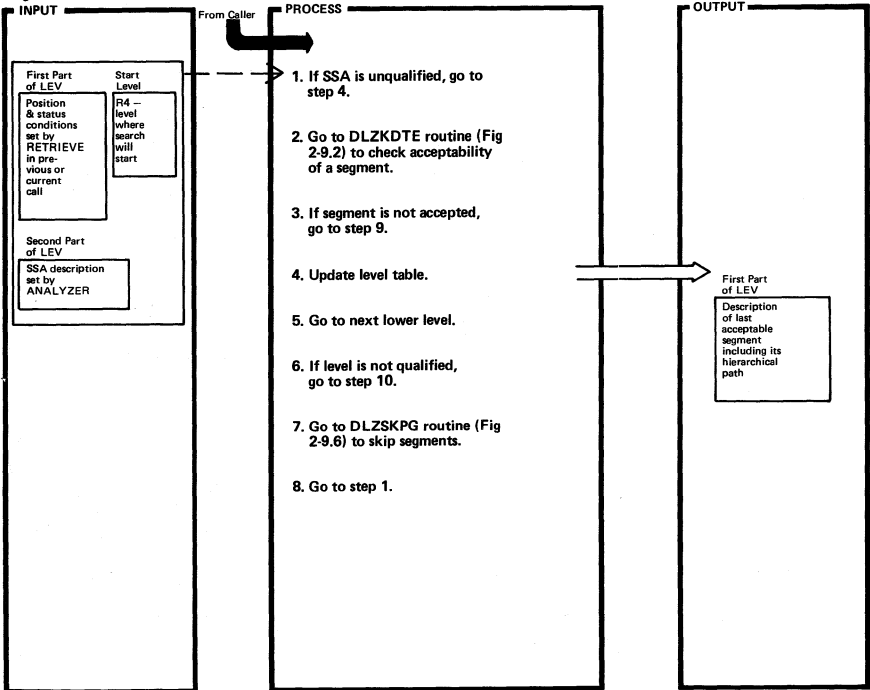 INPUT
From Caller
PROCESS
OUTPUT
First Part
of LEV
Position
& status
conditions
set by
RETRIEVE
in pre-
vious or
current
call
Start
Level
R4 –
level
where
search
will
start
Second Part
of LEV
SSA description
set by
ANALYZER
1. If SSA is unqualified, go to
step 4.
2. Go to DLZKDTE routine (Fig
2-9.2) to check acceptability
of a segment.
3. If segment is not accepted,
go to step 9.
4. Update level table.
5. Go to next lower level.
6. If level is not qualified,
go to step 10.
7. Go to DLZSKPG routine (Fig
2-9.6) to skip segments.
8. Go to step 1.
First Part
of LEV
Description
of last
acceptable
segment
including its
hierarchical
path